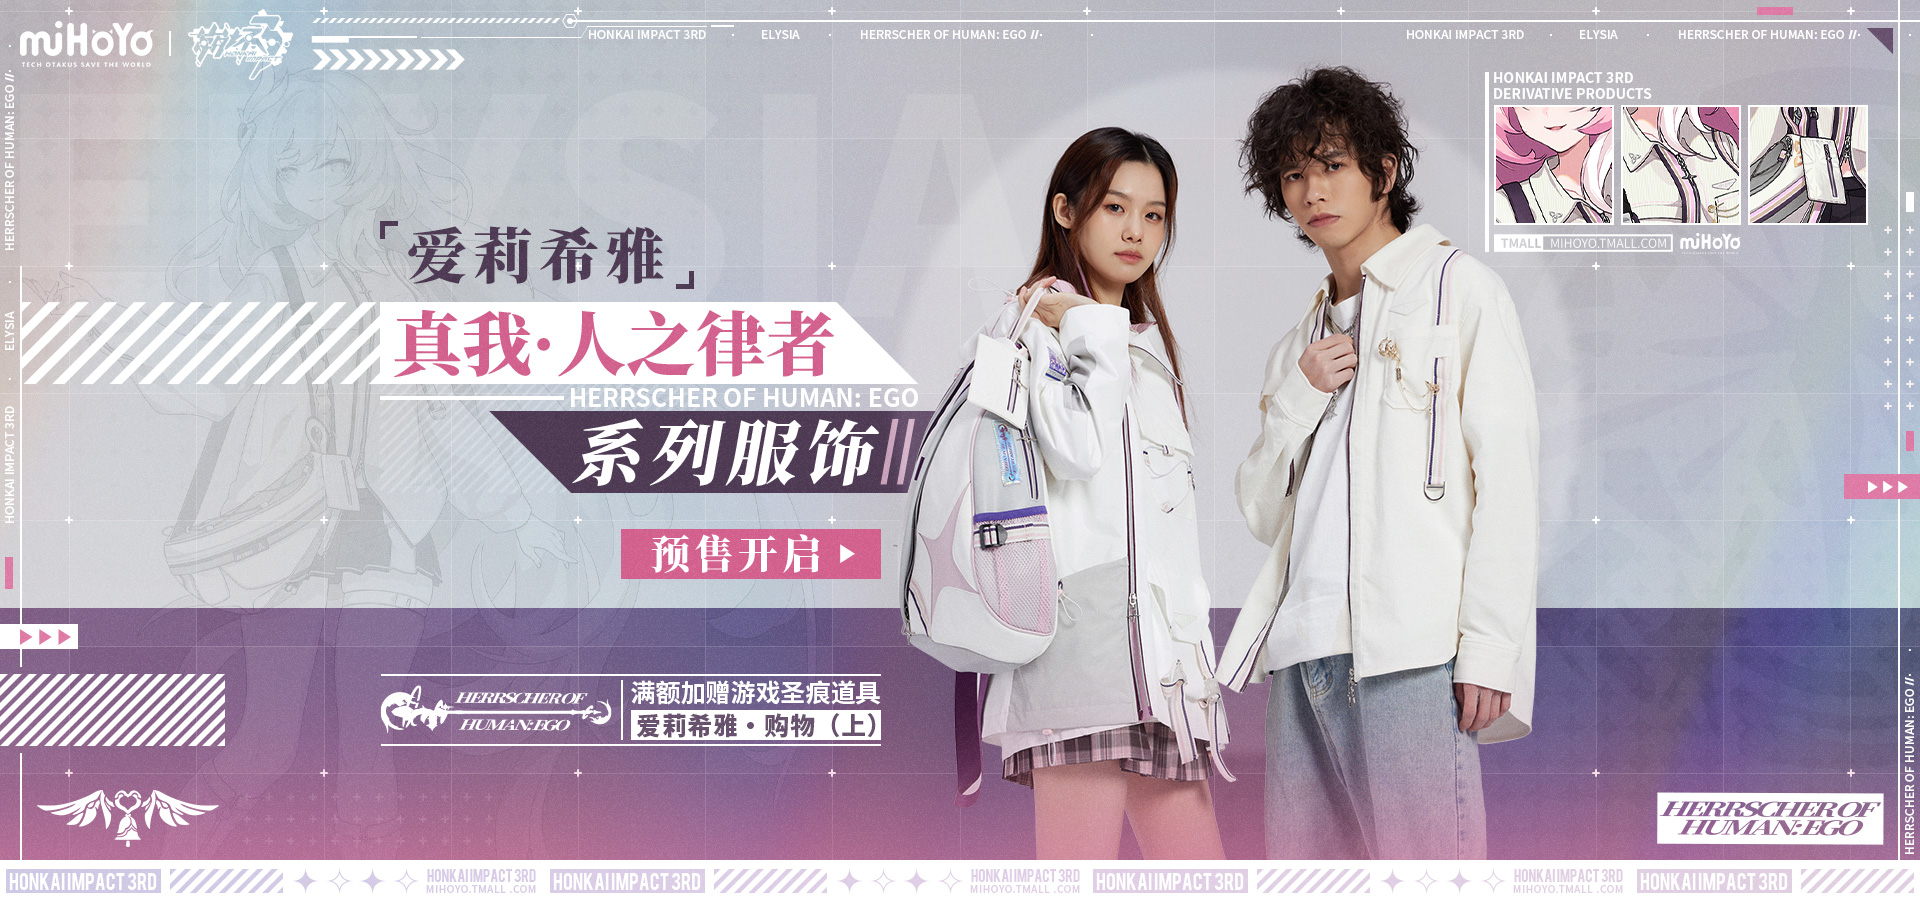 miHoYo
TECH OTAKUS SAVE THE WORLD
崩坏3
HONKAI IMPACT 3RD · ELYSIA · HERRSCHER OF HUMAN: EGO //· ·
HONKAI IMPACT 3RD · ELYSIA · HERRSCHER OF HUMAN: EGO //· ·
HONKAI IMPACT 3RD
DERIVATIVE PRODUCTS
TMALL MIHOYO.TMALL.COM miHoYo
HONKAI IMPACT 3RD · ELYSIA · HERRSCHER OF HUMAN: EGO //·
ELYSIA
「爱莉希雅」
真我·人之律者
HERRSCHER OF HUMAN: EGO
系列服饰
预售开启
HERRSCHER OF
HUMAN:EGO
满额加赠游戏圣痕道具
爱莉希雅·购物（上）
HERRSCHER OF HUMAN: EGO //·
HERRSCHER OF
HUMAN:EGO
HONKAI IMPACT 3RD
HONKAI IMPACT 3RD
MIHOYO.TMALL .COM
HONKAI IMPACT 3RD
HONKAI IMPACT 3RD
MIHOYO.TMALL .COM
HONKAI IMPACT 3RD
HONKAI IMPACT 3RD
MIHOYO.TMALL .COM
HONKAI IMPACT 3RD